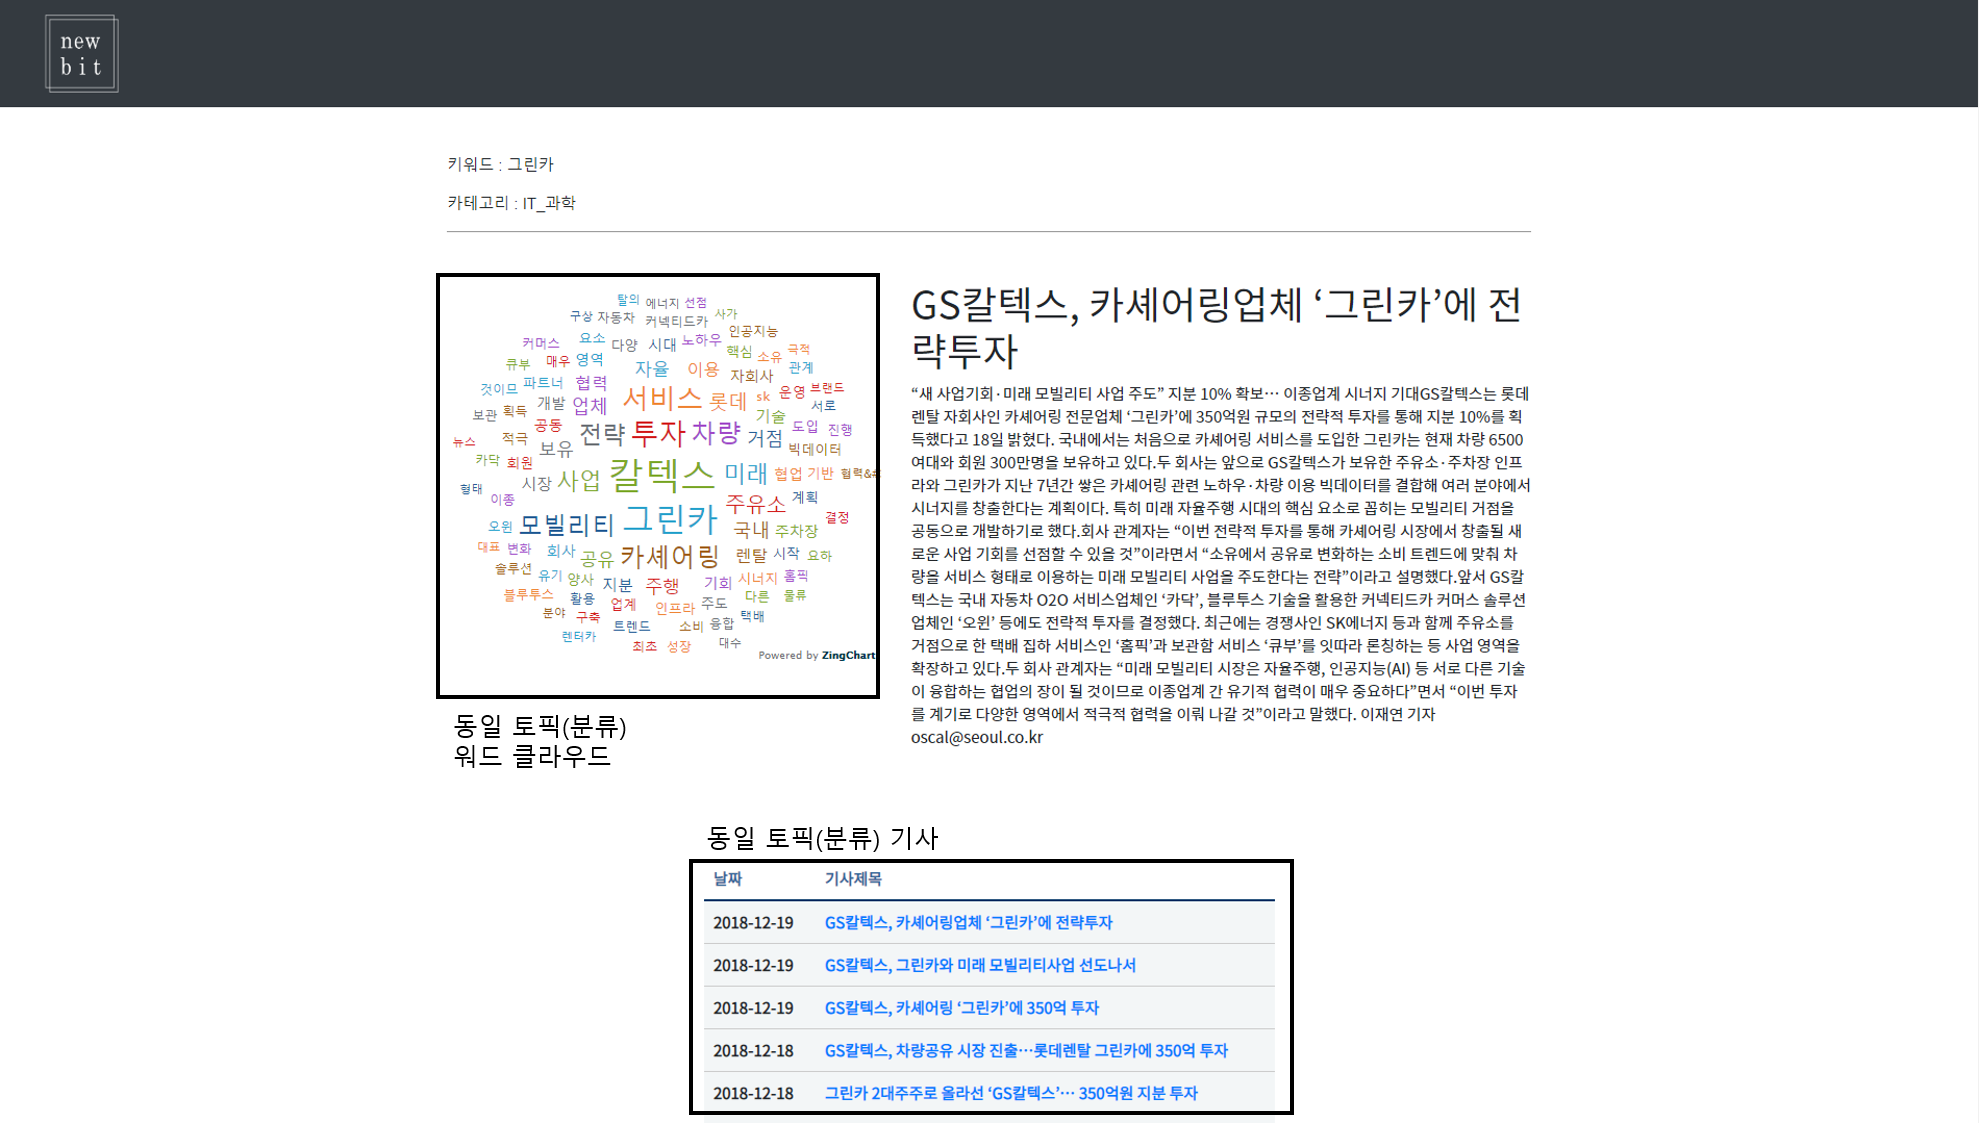 new
bit
키워드 : 그린카
카테고리 : IT_과학
탈의 에너지 선점
구상 자동차 커넥티드카 사가
커머스 요소 다양 시대 노하우 인공지능
큐부 매우 영역 자율 이용 핵심 소유 극적
것이므 파트너 협력 자회사 관계
보관 획득 개발 업체 서비스 롯데 sk 운영 브랜드
서로
뉴스 적극 공동 보유 전략 투자 차량 거점 기술 도입 진행
빅데이터
카닥 회원 시장 사업 칼텍스 미래 협업 기반 협력&#
형태 이종 주유소 계획
오윈 모빌리티 그린카 국내 주차장 결정
대표 변화 회사 공유 카셰어링 렌탈 시작 요하
솔루션 유기 양사 지분 주행 기회 시너지 홈픽
블루투스 활용 업계 인프라 주도 다른 물류
분야 구축 트렌드 소비 융합 택배
렌터카 최초 성장 대수
Powered by ZingChart
동일 토픽(분류)
워드 클라우드
GS칼텍스, 카셰어링업체 ‘그린카’에 전
략투자
“새 사업기회·미래 모빌리티 사업 주도” 지분 10% 확보… 이종업계 시너지 기대GS칼텍스는 롯데
렌탈 자회사인 카셰어링 전문업체 ‘그린카’에 350억원 규모의 전략적 투자를 통해 지분 10%를 획
득했다고 18일 밝혔다. 국내에서는 처음으로 카셰어링 서비스를 도입한 그린카는 현재 차량 6500
여대와 회원 300만명을 보유하고 있다.두 회사는 앞으로 GS칼텍스가 보유한 주유소·주차장 인프
라와 그린카가 지난 7년간 쌓은 카셰어링 관련 노하우·차량 이용 빅데이터를 결합해 여러 분야에서
시너지를 창출한다는 계획이다. 특히 미래 자율주행 시대의 핵심 요소로 꼽히는 모빌리티 거점을
공동으로 개발하기로 했다.회사 관계자는 “이번 전략적 투자를 통해 카셰어링 시장에서 창출될 새
로운 사업 기회를 선점할 수 있을 것”이라면서 “소유에서 공유로 변화하는 소비 트렌드에 맞춰 차
량을 서비스 형태로 이용하는 미래 모빌리티 사업을 주도한다는 전략”이라고 설명했다.앞서 GS칼
텍스는 국내 자동차 O2O 서비스업체인 ‘카닥’, 블루투스 기술을 활용한 커넥티드카 커머스 솔루션
업체인 ‘오윈’ 등에도 전략적 투자를 결정했다. 최근에는 경쟁사인 SK에너지 등과 함께 주유소를
거점으로 한 택배 집하 서비스인 ‘홈픽’과 보관함 서비스 ‘큐부’를 잇따라 론칭하는 등 사업 영역을
확장하고 있다.두 회사 관계자는 “미래 모빌리티 시장은 자율주행, 인공지능(AI) 등 서로 다른 기술
이 융합하는 협업의 장이 될 것이므로 이종업계 간 유기적 협력이 매우 중요하다”면서 “이번 투자
를 계기로 다양한 영역에서 적극적 협력을 이뤄 나갈 것”이라고 말했다. 이재연 기자
oscal@seoul.co.kr
동일 토픽(분류) 기사
날짜 기사제목
2018-12-19 GS칼텍스, 카셰어링업체 ‘그린카’에 전략투자
2018-12-19 GS칼텍스, 그린카와 미래 모빌리티사업 선도나서
2018-12-19 GS칼텍스, 카셰어링 ‘그린카’에 350억 투자
2018-12-18 GS칼텍스, 차량공유 시장 진출…롯데렌탈 그린카에 350억 투자
2018-12-18 그린카 2대주주로 올라선 ‘GS칼텍스’… 350억원 지분 투자